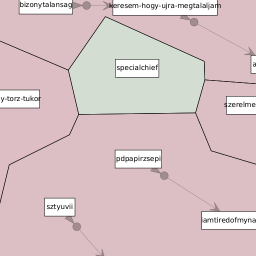 bizonytalansag
keresem-hogy-ujra-megtalaljam
specialchief
a
y-torz-tukor
szerelme
pdpapirzsepi
sztyuvii
iamtiredofmyna